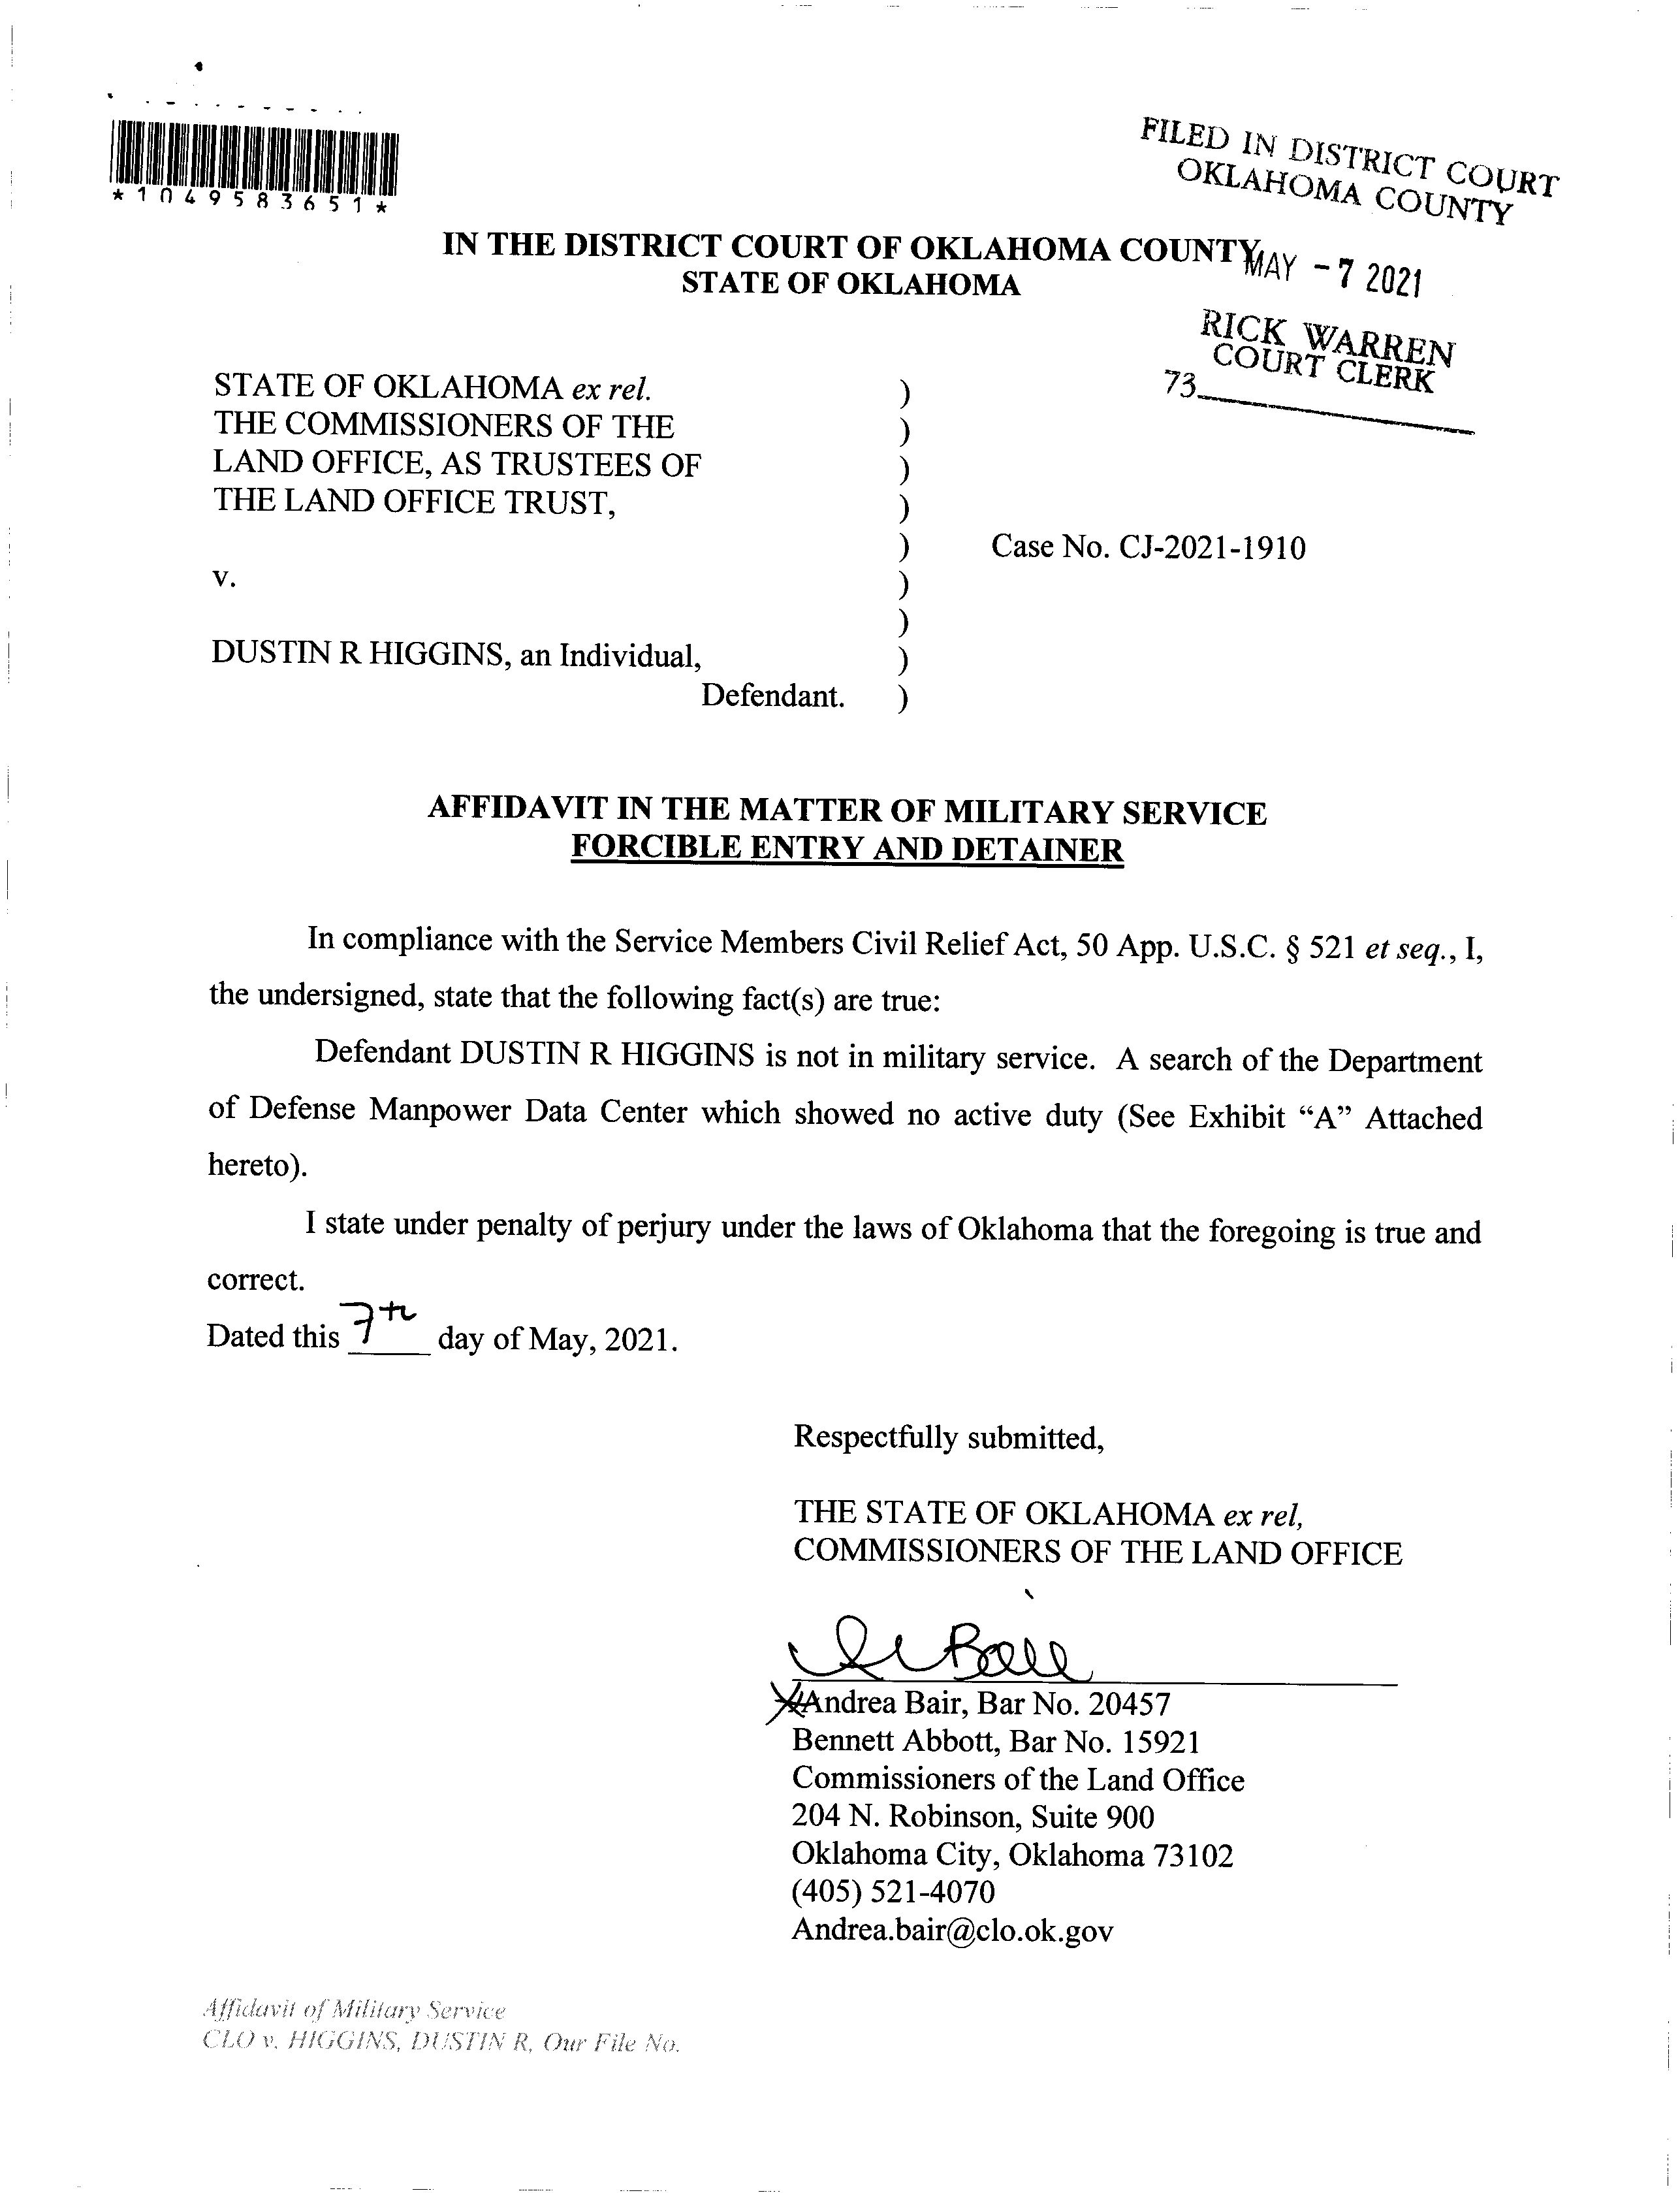 *1049583651*
FILED IN DISTRICT COURT
OKLAHOMA COUNTY
IN THE DISTRICT COURT OF OKLAHOMA COUNTY
STATE OF OKLAHOMA
MAY - 7 2021
RICK WARREN
COURT CLERK
73
STATE OF OKLAHOMA ex rel. )
THE COMMISSIONERS OF THE )
LAND OFFICE, AS TRUSTEES OF )
THE LAND OFFICE TRUST, )
) Case No. CJ-2021-1910
v. )
)
DUSTIN R HIGGINS, an Individual, )
Defendant. )
AFFIDAVIT IN THE MATTER OF MILITARY SERVICE
FORCIBLE ENTRY AND DETAINER
In compliance with the Service Members Civil Relief Act, 50 App. U.S.C. § 521 et seq., I,
the undersigned, state that the following fact(s) are true:
Defendant DUSTIN R HIGGINS is not in military service. A search of the Department
of Defense Manpower Data Center which showed no active duty (See Exhibit “A” Attached
hereto).
I state under penalty of perjury under the laws of Oklahoma that the foregoing is true and
correct.
Dated this 7th day of May, 2021.
Respectfully submitted,
THE STATE OF OKLAHOMA ex rel,
COMMISSIONERS OF THE LAND OFFICE
Andrea Bair, Bar No. 20457
Bennett Abbott, Bar No. 15921
Commissioners of the Land Office
204 N. Robinson, Suite 900
Oklahoma City, Oklahoma 73102
(405) 521-4070
Andrea.bair@clo.ok.gov
Affidavit of Military Service
CLO v. HIGGINS, DUSTIN R, Our File No.